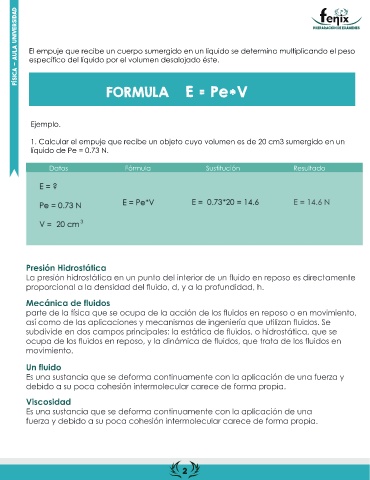 FÍSICA – AULA UNIVERSIDAD
fenix
PREPARACIÓN DE EXÁMENES
El empuje que recibe un cuerpo sumergido en un líquido se determina multiplicando el peso
específico del líquido por el volumen desalojado éste.
FORMULA E = Pe*V
Ejemplo.
1. Calcular el empuje que recibe un objeto cuyo volumen es de 20 cm3 sumergido en un
líquido de Pe = 0.73 N.
Datos Fórmula Sustitución Resultado
E = ?
Pe = 0.73 N E = Pe*V E = 0.73*20 = 14.6 E = 14.6 N
V = 20 cm³
Presión Hidrostática
La presión hidrostática en un punto del interior de un fluido en reposo es directamente
proporcional a la densidad del fluido, d, y a la profundidad, h.
Mecánica de fluidos
parte de la física que se ocupa de la acción de los fluidos en reposo o en movimiento,
así como de las aplicaciones y mecanismos de ingeniería que utilizan fluidos. Se
subdivide en dos campos principales: la estática de fluidos, o hidrostática, que se
ocupa de los fluidos en reposo, y la dinámica de fluidos, que trata de los fluidos en
movimiento.
Un fluido
Es una sustancia que se deforma continuamente con la aplicación de una fuerza y
debido a su poca cohesión intermolecular carece de forma propia.
Viscosidad
Es una sustancia que se deforma continuamente con la aplicación de una
fuerza y debido a su poca cohesión intermolecular carece de forma propia.
2